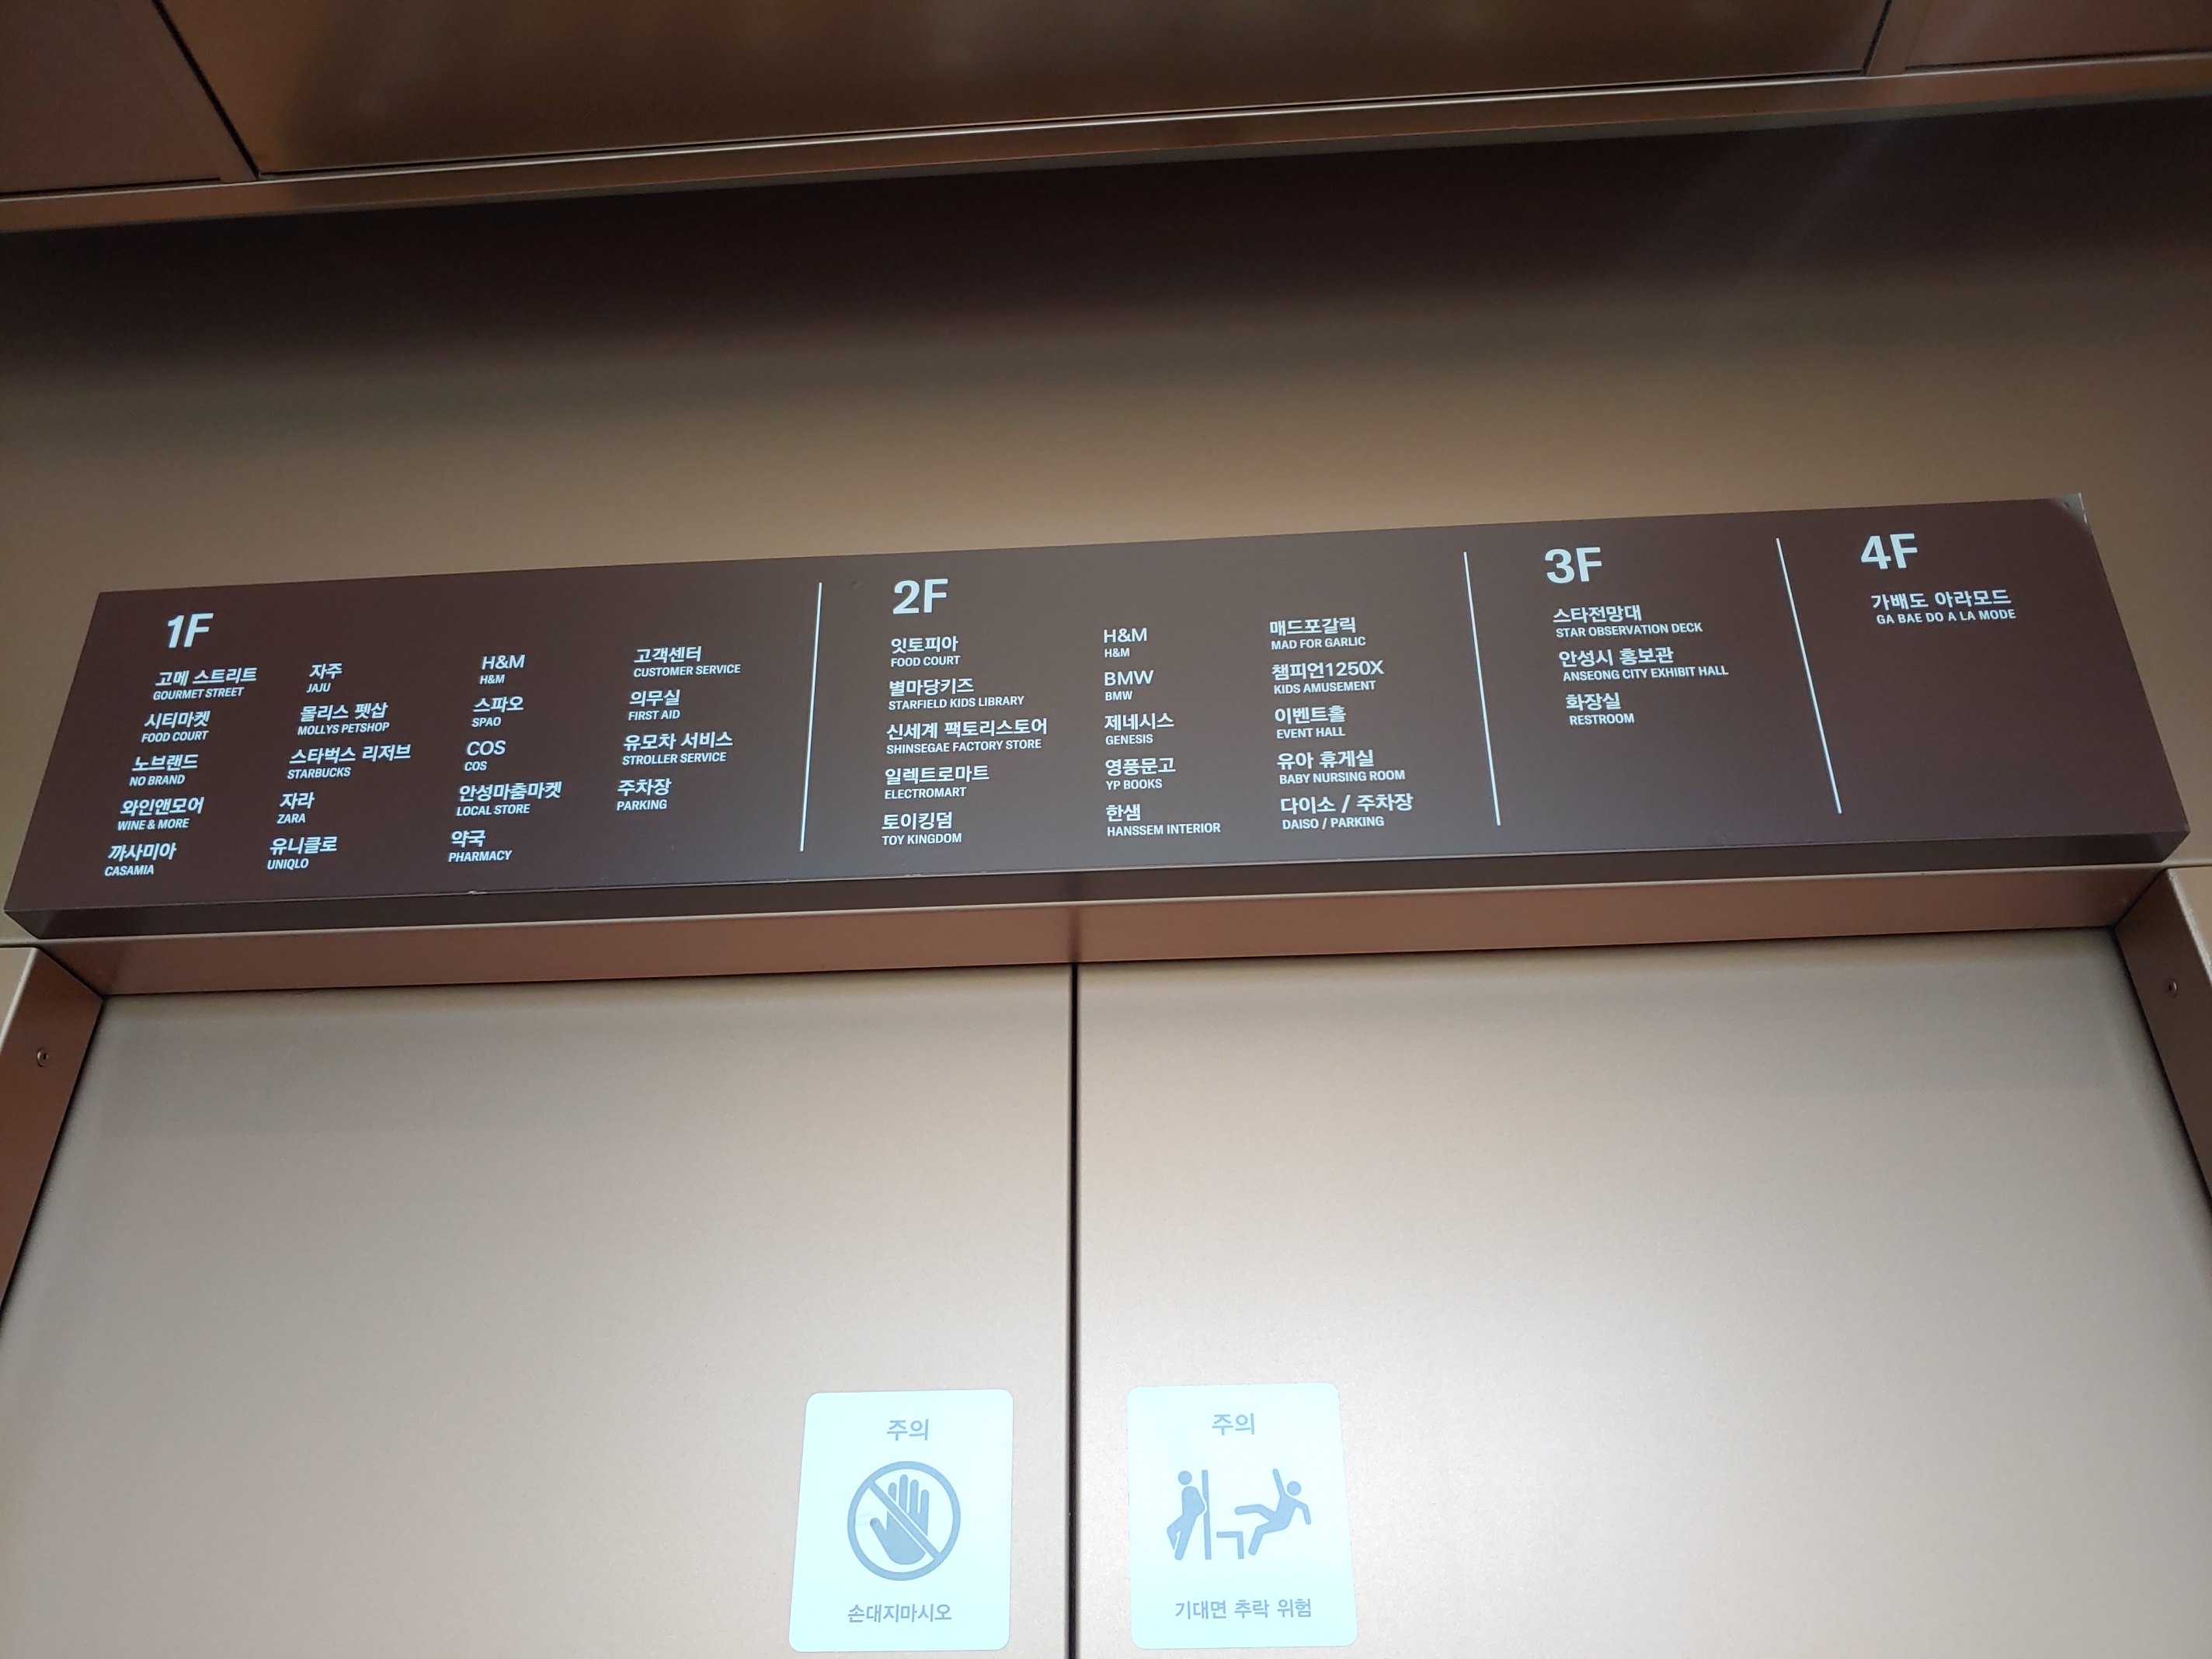 1F
고메 스트리트
GOURMET STREET
시티마켓
FOOD COURT
노브랜드
NO BRAND
와인앤모어
WINE & MORE
까사미아
CASAMIA
자주
JAJU
몰리스 펫샵
MOLLYS PETSHOP
스타벅스 리저브
STARBUCKS
자라
ZARA
유니클로
UNIQLO
H&M
H&M
스파오
SPAO
COS
COS
안성마춤마켓
LOCAL STORE
약국
PHARMACY
고객센터
CUSTOMER SERVICE
의무실
FIRST AID
유모차 서비스
STROLLER SERVICE
주차장
PARKING
2F
잇토피아
FOOD COURT
별마당키즈
STARFIELD KIDS LIBRARY
신세계 팩토리스토어
SHINSEGAE FACTORY STORE
일렉트로마트
ELECTROMART
토이킹덤
TOY KINGDOM
H&M
H&M
BMW
BMW
제네시스
GENESIS
영풍문고
YP BOOKS
한샘
HANSSEM INTERIOR
매드포갈릭
MAD FOR GARLIC
챔피언1250X
KIDS AMUSEMENT
이벤트홀
EVENT HALL
유아 휴게실
BABY NURSING ROOM
다이소 / 주차장
DAISO / PARKING
3F
스타전망대
STAR OBSERVATION DECK
안성시 홍보관
ANSEONG CITY EXHIBIT HALL
화장실
RESTROOM
4F
가배도 아라모드
GA BAE DO A LA MODE
주의
손대지마시오
주의
기대면 추락 위험